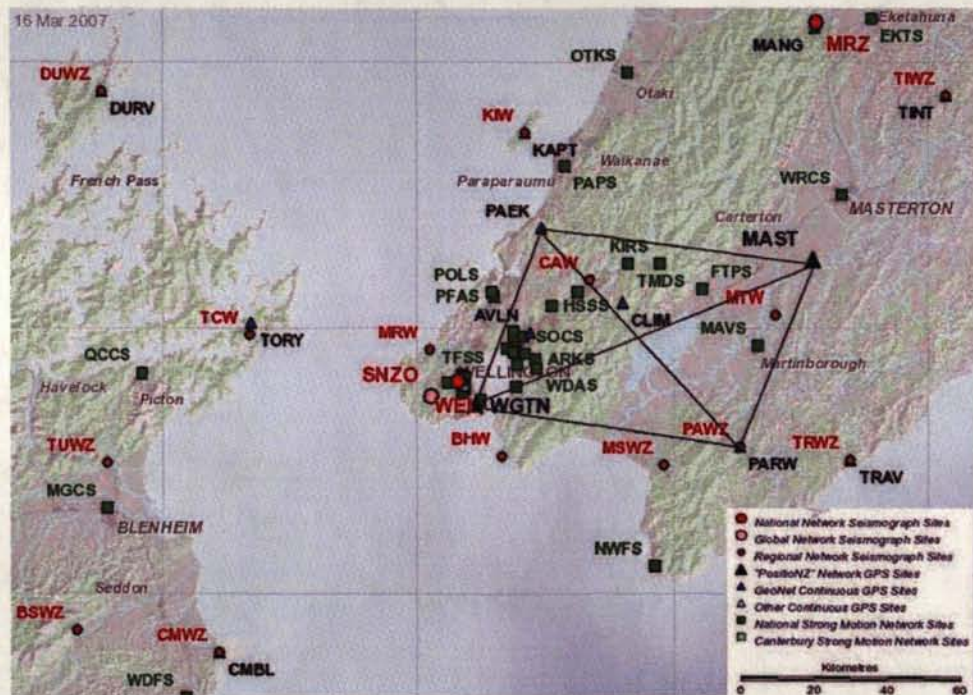 16 Mar 2007
Eketahuna
MANG
MRZ
EKTS
OTKS
DUWZ
TIWZ
Otaki
DURV
TINT
KIW
KAPT
Waikanae
French Pass
Paraparaumu
PAPS
WRCS
MASTERTON
PAEK
Carterton
MAST
KIRS
CAW
TMDS
FTPS
POLS
PFAS
HSSS
MTW
AVLN
CLIM
TCW
MRW
SOCS
MAVS
TORY
QCCS
TFSS
ARKS
Martinborough
SNZO
WELLINGTON
WDAS
Havelock
Picton
WEL
WGTN
PAWZ
TUWZ
BHW
MSWZ
TRWZ
PARW
TRAV
MGCS
BLENHEIM
NWFS
Seddon
BSWZ
CMWZ
CMBL
WDFS
National Network Seismograph Sites
Global Network Seismograph Sites
Regional Network Seismograph Sites
"PositioNZ" Network GPS Sites
GeoNet Continuous GPS Sites
Other Continuous GPS Sites
National Strong Motion Network Sites
Canterbury Strong Motion Network Sites
Kilometres
0 20 40 60